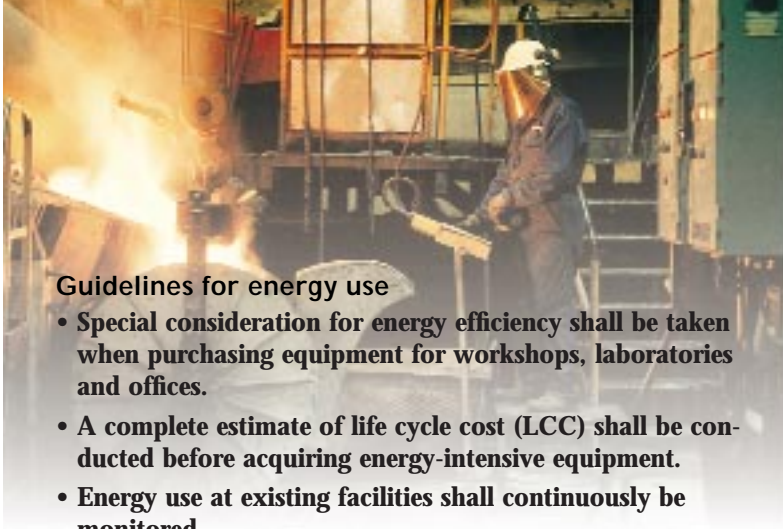 Guidelines for energy use
• Special consideration for energy efficiency shall be taken
when purchasing equipment for workshops, laboratories
and offices.
• A complete estimate of life cycle cost (LCC) shall be con-
ducted before acquiring energy-intensive equipment.
• Energy use at existing facilities shall continuously be
monitored